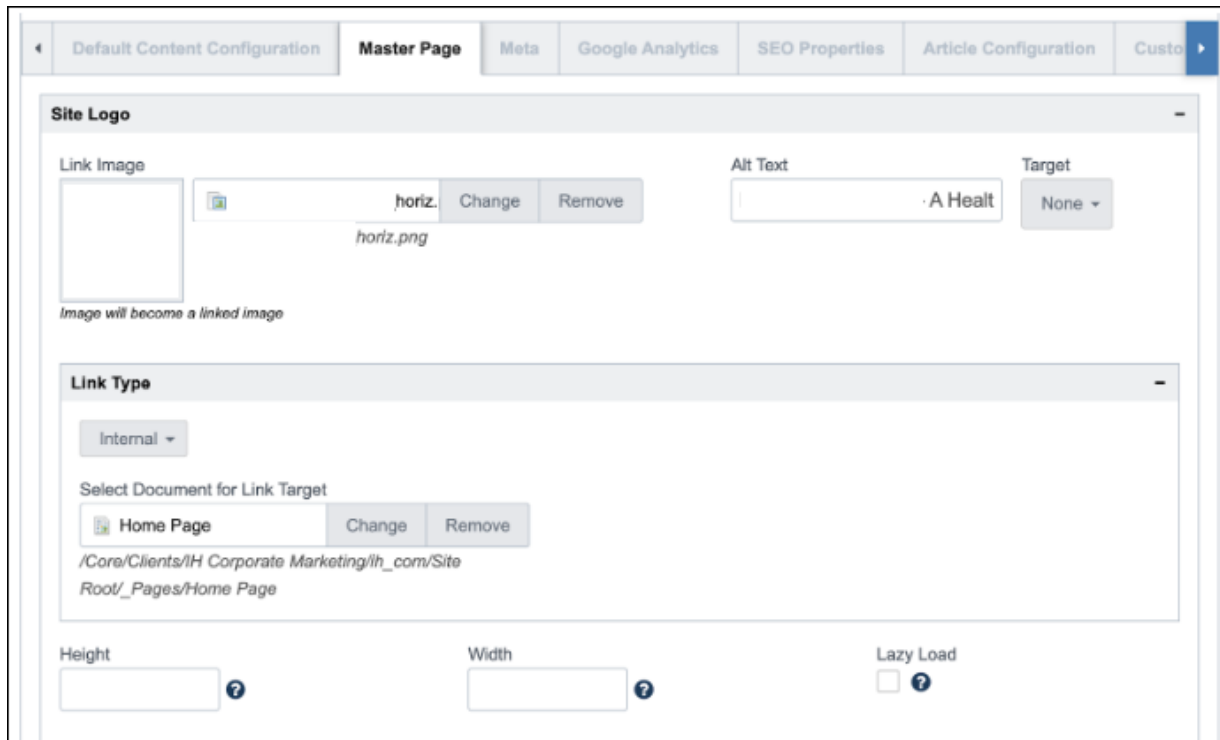 Default Content Configuration Master Page Meta Google Analytics SEO Properties Article Configuration Custo
Site Logo
Link Image Alt Text Target
horiz. Change Remove · A Healt None
horiz.png
Image will become a linked image
Link Type
Internal
Select Document for Link Target
Home Page Change Remove
/Core/Clients/IH Corporate Marketing/ih_com/Site
Root/_Pages/Home Page
Height Width Lazy Load